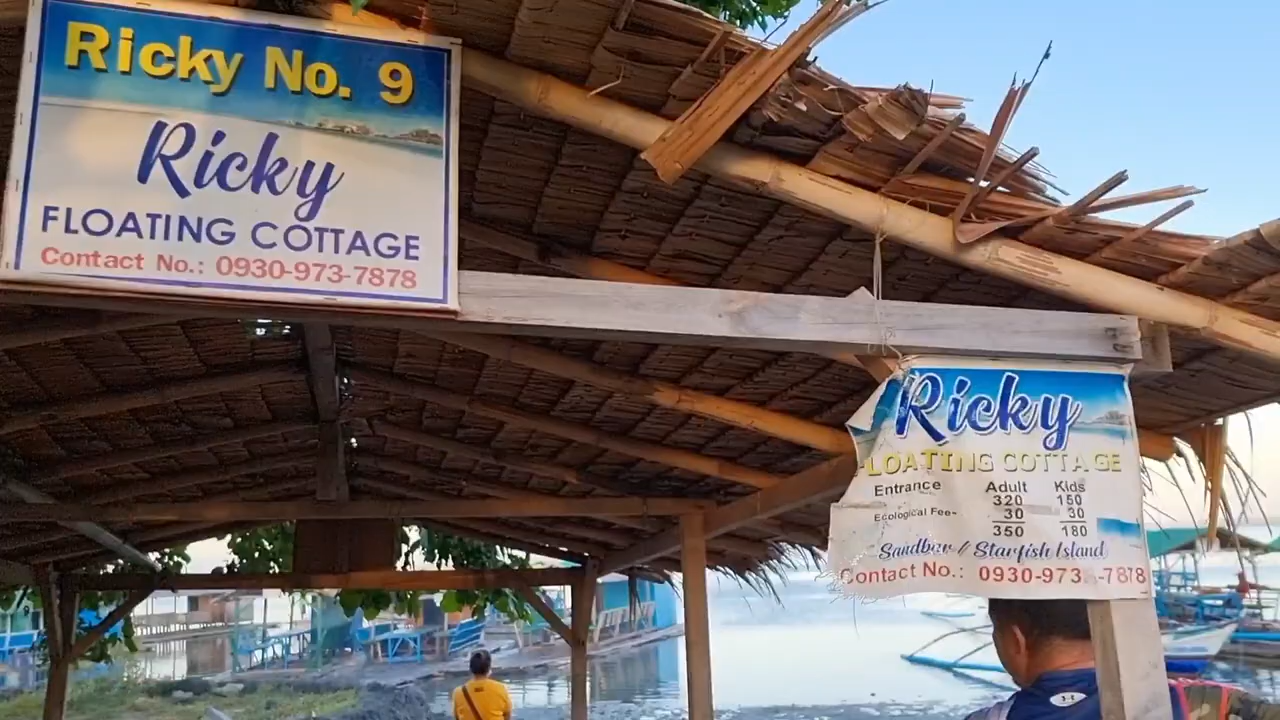 Ricky No. 9
Ricky
FLOATING COTTAGE
Contact No.: 0930-973-7878
Ricky
FLOATING COTTAGE
Entrance Adult Kids
320 150
Ecological Fee- 30 30
350 180
Sandbar // Starfish Island
Contact No.: 0930-973 -7878